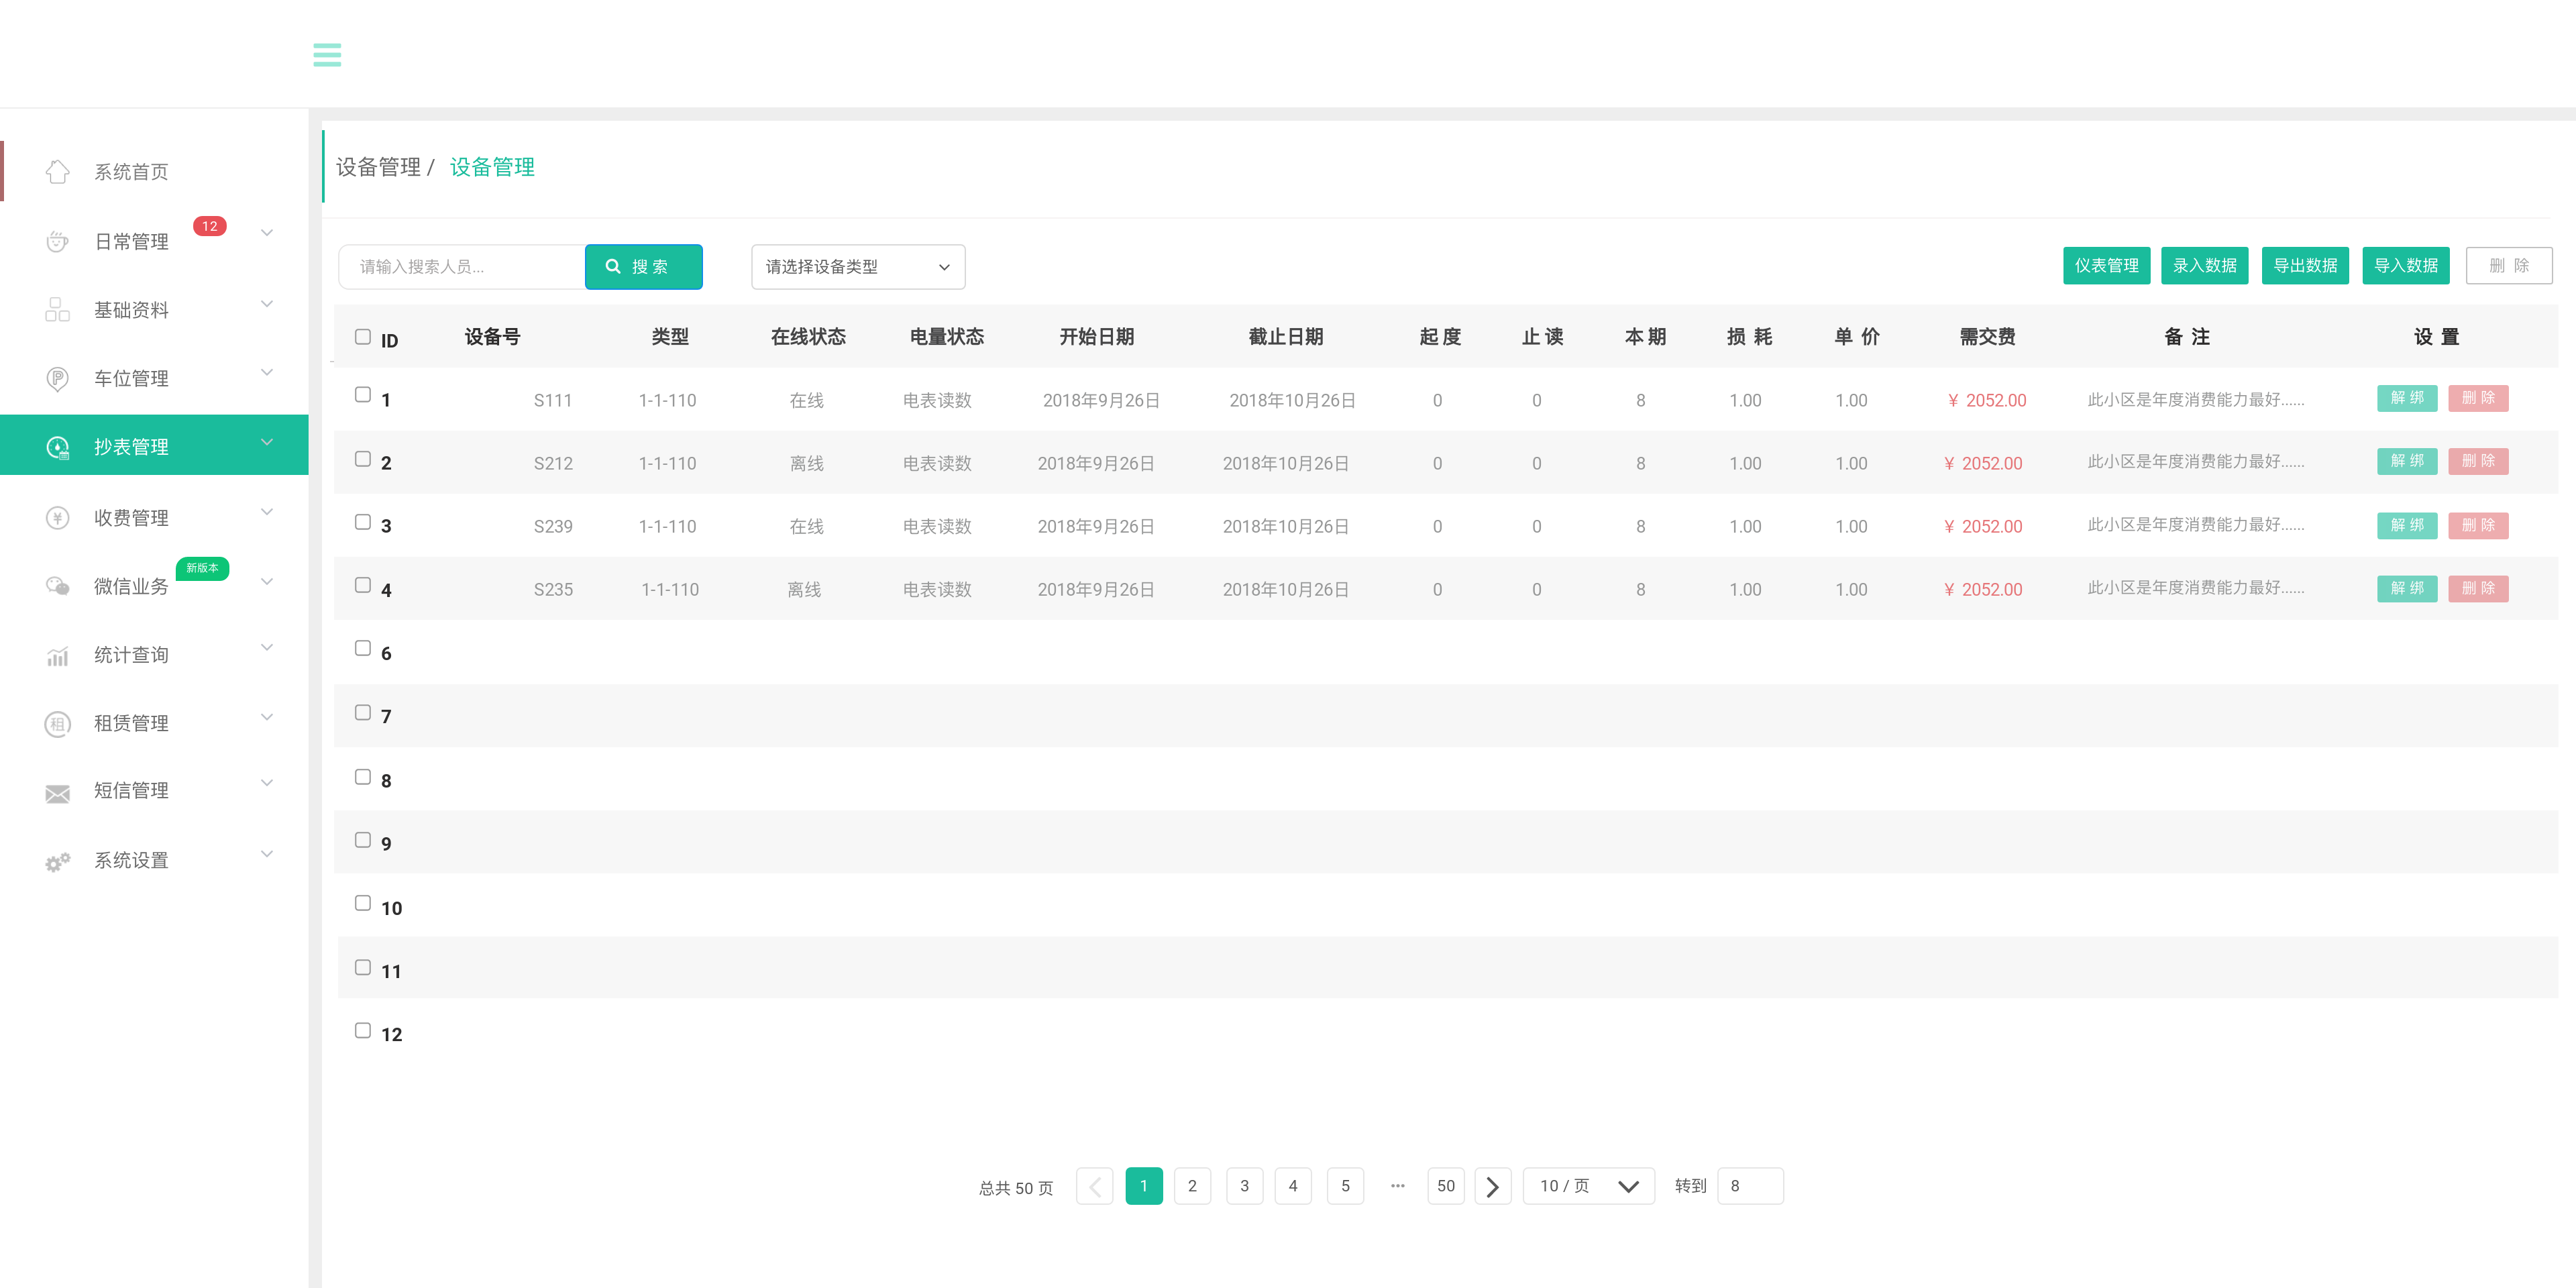 系统首页
日常管理 12
基础资料
车位管理
抄表管理
收费管理
微信业务 新版本
统计查询
租赁管理
短信管理
系统设置
设备管理 / 设备管理
请输入搜索人员... 搜 索 请选择设备类型 仪表管理 录入数据 导出数据 导入数据 删 除
ID 设备号 类型 在线状态 电量状态 开始日期 截止日期 起 度 止 读 本 期 损 耗 单 价 需交费 备 注 设 置
1 S111 1-1-110 在线 电表读数 2018年9月26日 2018年10月26日 0 0 8 1.00 1.00 ¥ 2052.00 此小区是年度消费能力最好...... 解 绑 删 除
2 S212 1-1-110 离线 电表读数 2018年9月26日 2018年10月26日 0 0 8 1.00 1.00 ¥ 2052.00 此小区是年度消费能力最好...... 解 绑 删 除
3 S239 1-1-110 在线 电表读数 2018年9月26日 2018年10月26日 0 0 8 1.00 1.00 ¥ 2052.00 此小区是年度消费能力最好...... 解 绑 删 除
4 S235 1-1-110 离线 电表读数 2018年9月26日 2018年10月26日 0 0 8 1.00 1.00 ¥ 2052.00 此小区是年度消费能力最好...... 解 绑 删 除
6
7
8
9
10
11
12
总共 50 页 1 2 3 4 5 ··· 50 10 / 页 转到 8